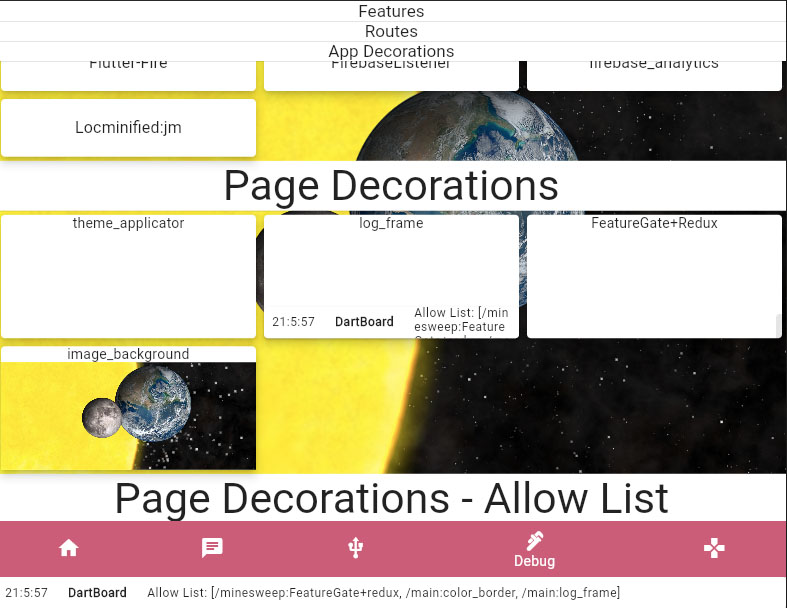 Features
Routes
App Decorations
Flutter-Fire
FirebaseListener
firebase_analytics
Locminified:jm
Page Decorations
theme_applicator
log_frame
FeatureGate+Redux
21:5:57 DartBoard Allow List: [/min
esweep:Feature
image_background
Page Decorations - Allow List
Debug
21:5:57 DartBoard Allow List: [/minesweep:FeatureGate+redux, /main:color_border, /main:log_frame]